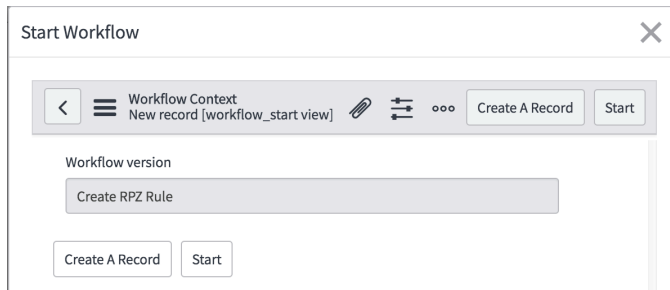 Start Workflow
Workflow Context
New record [workflow_start view]
Create A Record
Start
Workflow version
Create RPZ Rule
Create A Record
Start